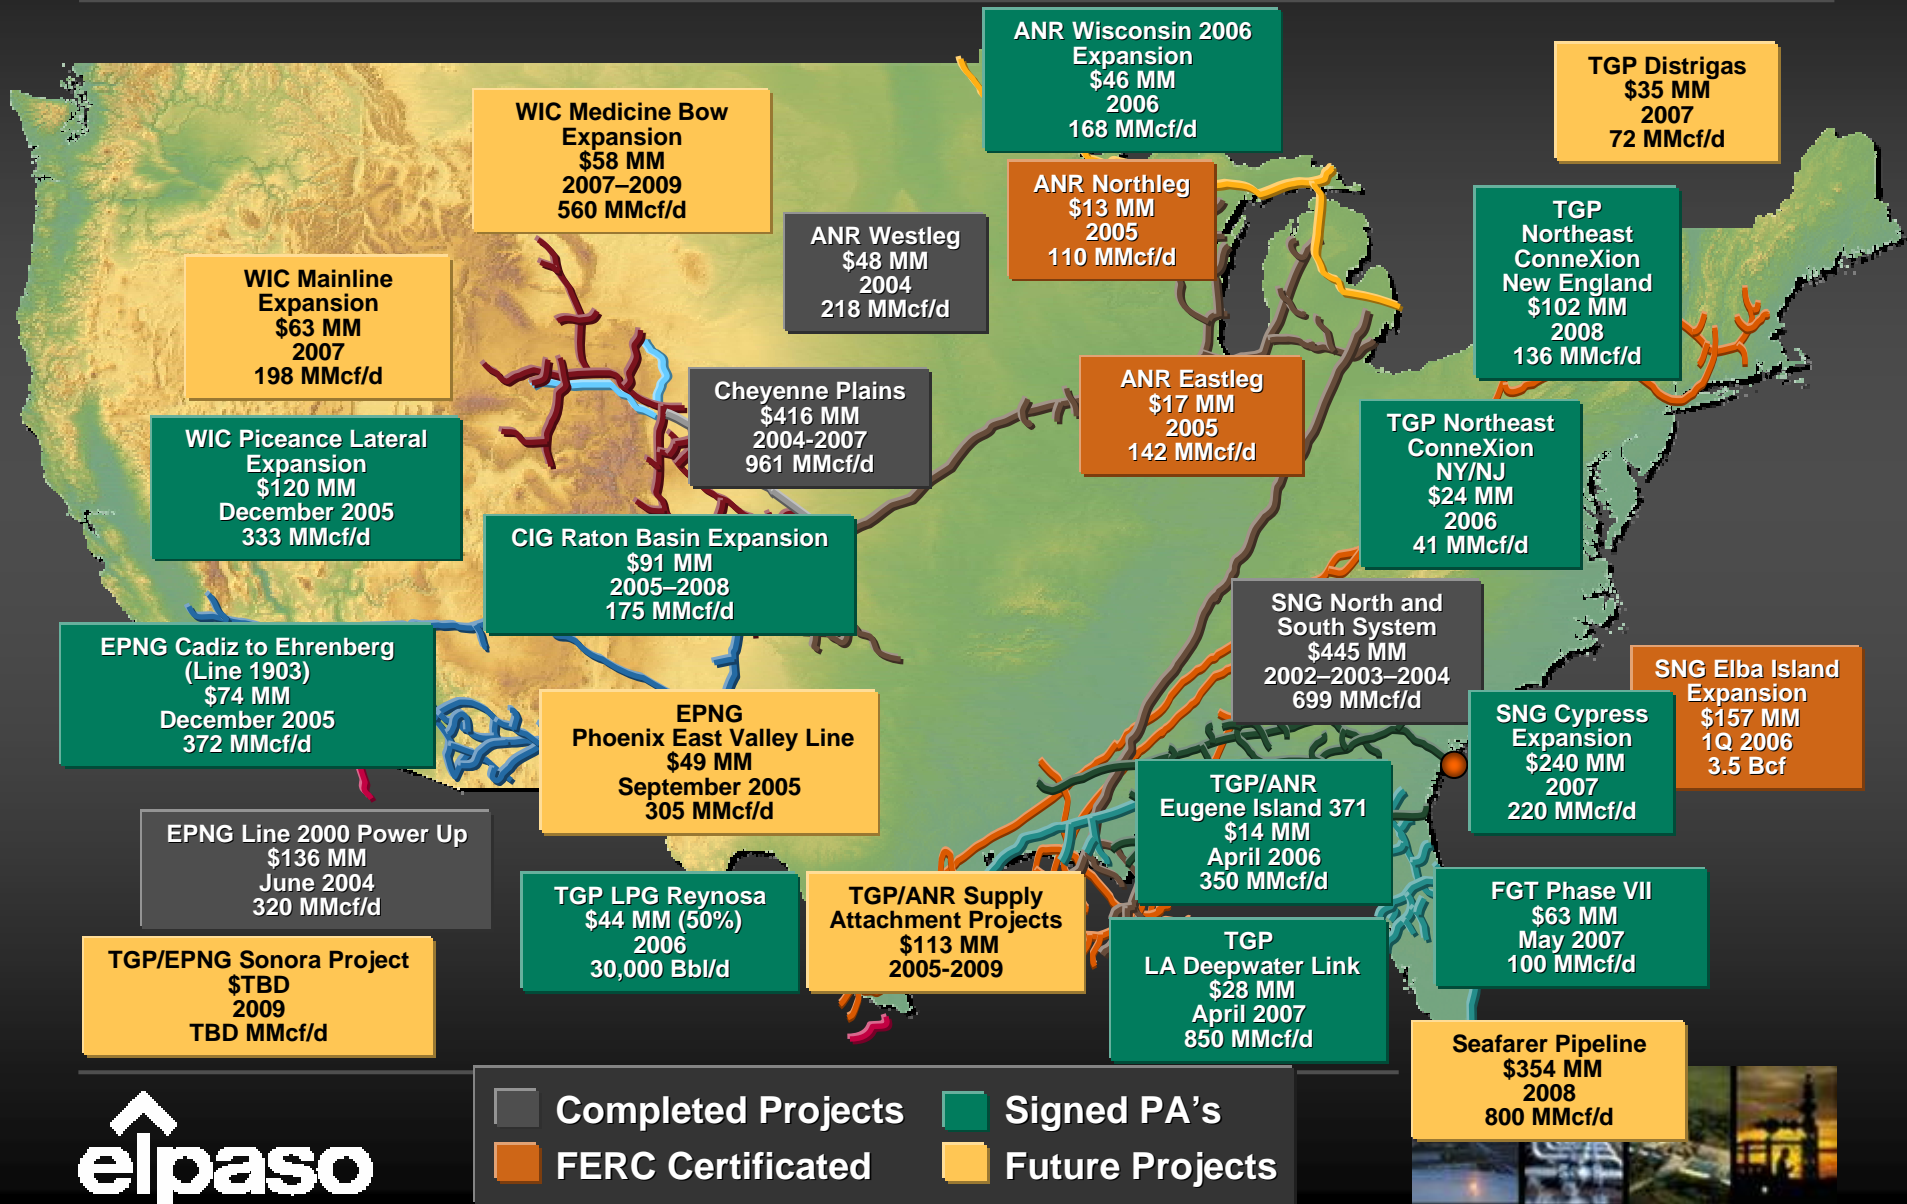 ANR Wisconsin 2006
Expansion
$46 MM
2006
168 MMcf/d
TGP Distrigas
$35 MM
2007
72 MMcf/d
WIC Medicine Bow
Expansion
$58 MM
2007–2009
560 MMcf/d
ANR Northleg
$13 MM
2005
110 MMcf/d
TGP
Northeast
ConneXion
New England
$102 MM
2008
136 MMcf/d
ANR Westleg
$48 MM
2004
218 MMcf/d
WIC Mainline
Expansion
$63 MM
2007
198 MMcf/d
Cheyenne Plains
$416 MM
2004-2007
961 MMcf/d
ANR Eastleg
$17 MM
2005
142 MMcf/d
TGP Northeast
ConneXion
NY/NJ
$24 MM
2006
41 MMcf/d
WIC Piceance Lateral
Expansion
$120 MM
December 2005
333 MMcf/d
CIG Raton Basin Expansion
$91 MM
2005–2008
175 MMcf/d
SNG North and
South System
$445 MM
2002–2003–2004
699 MMcf/d
EPNG Cadiz to Ehrenberg
(Line 1903)
$74 MM
December 2005
372 MMcf/d
SNG Elba Island
Expansion
$157 MM
1Q 2006
3.5 Bcf
EPNG
Phoenix East Valley Line
$49 MM
September 2005
305 MMcf/d
SNG Cypress
Expansion
$240 MM
2007
220 MMcf/d
TGP/ANR
Eugene Island 371
$14 MM
April 2006
350 MMcf/d
EPNG Line 2000 Power Up
$136 MM
June 2004
320 MMcf/d
TGP LPG Reynosa
$44 MM (50%)
2006
30,000 Bbl/d
TGP/ANR Supply
Attachment Projects
$113 MM
2005-2009
FGT Phase VII
$63 MM
May 2007
100 MMcf/d
TGP
LA Deepwater Link
$28 MM
April 2007
850 MMcf/d
TGP/EPNG Sonora Project
$TBD
2009
TBD MMcf/d
Seafarer Pipeline
$354 MM
2008
800 MMcf/d
Completed Projects
Signed PA's
FERC Certificated
Future Projects
elpaso